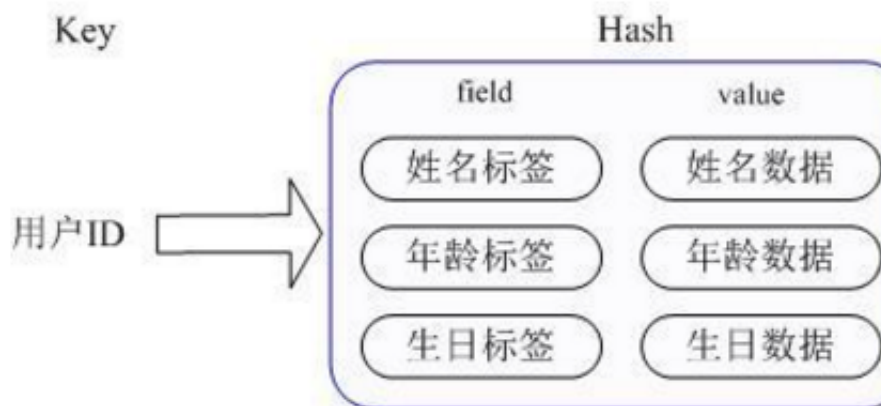 Key Hash
field value
姓名标签 姓名数据
用户ID 年龄标签 年龄数据
生日标签 生日数据